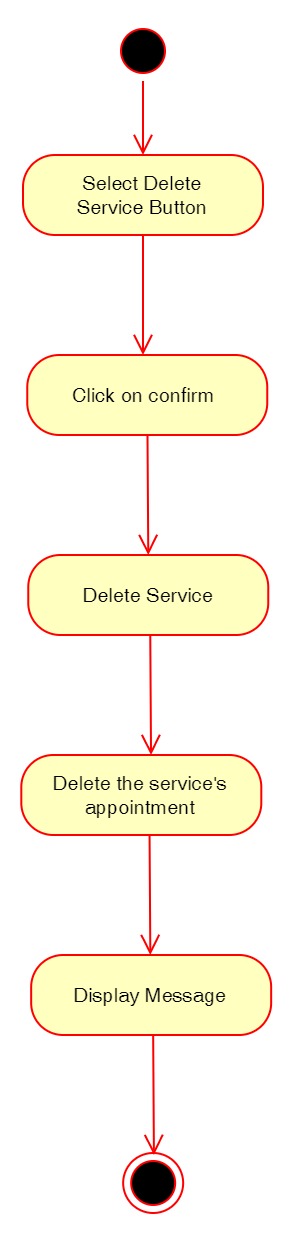 Select Delete
Service Button
Click on confirm
Delete Service
Delete the service's
appointment
Display Message